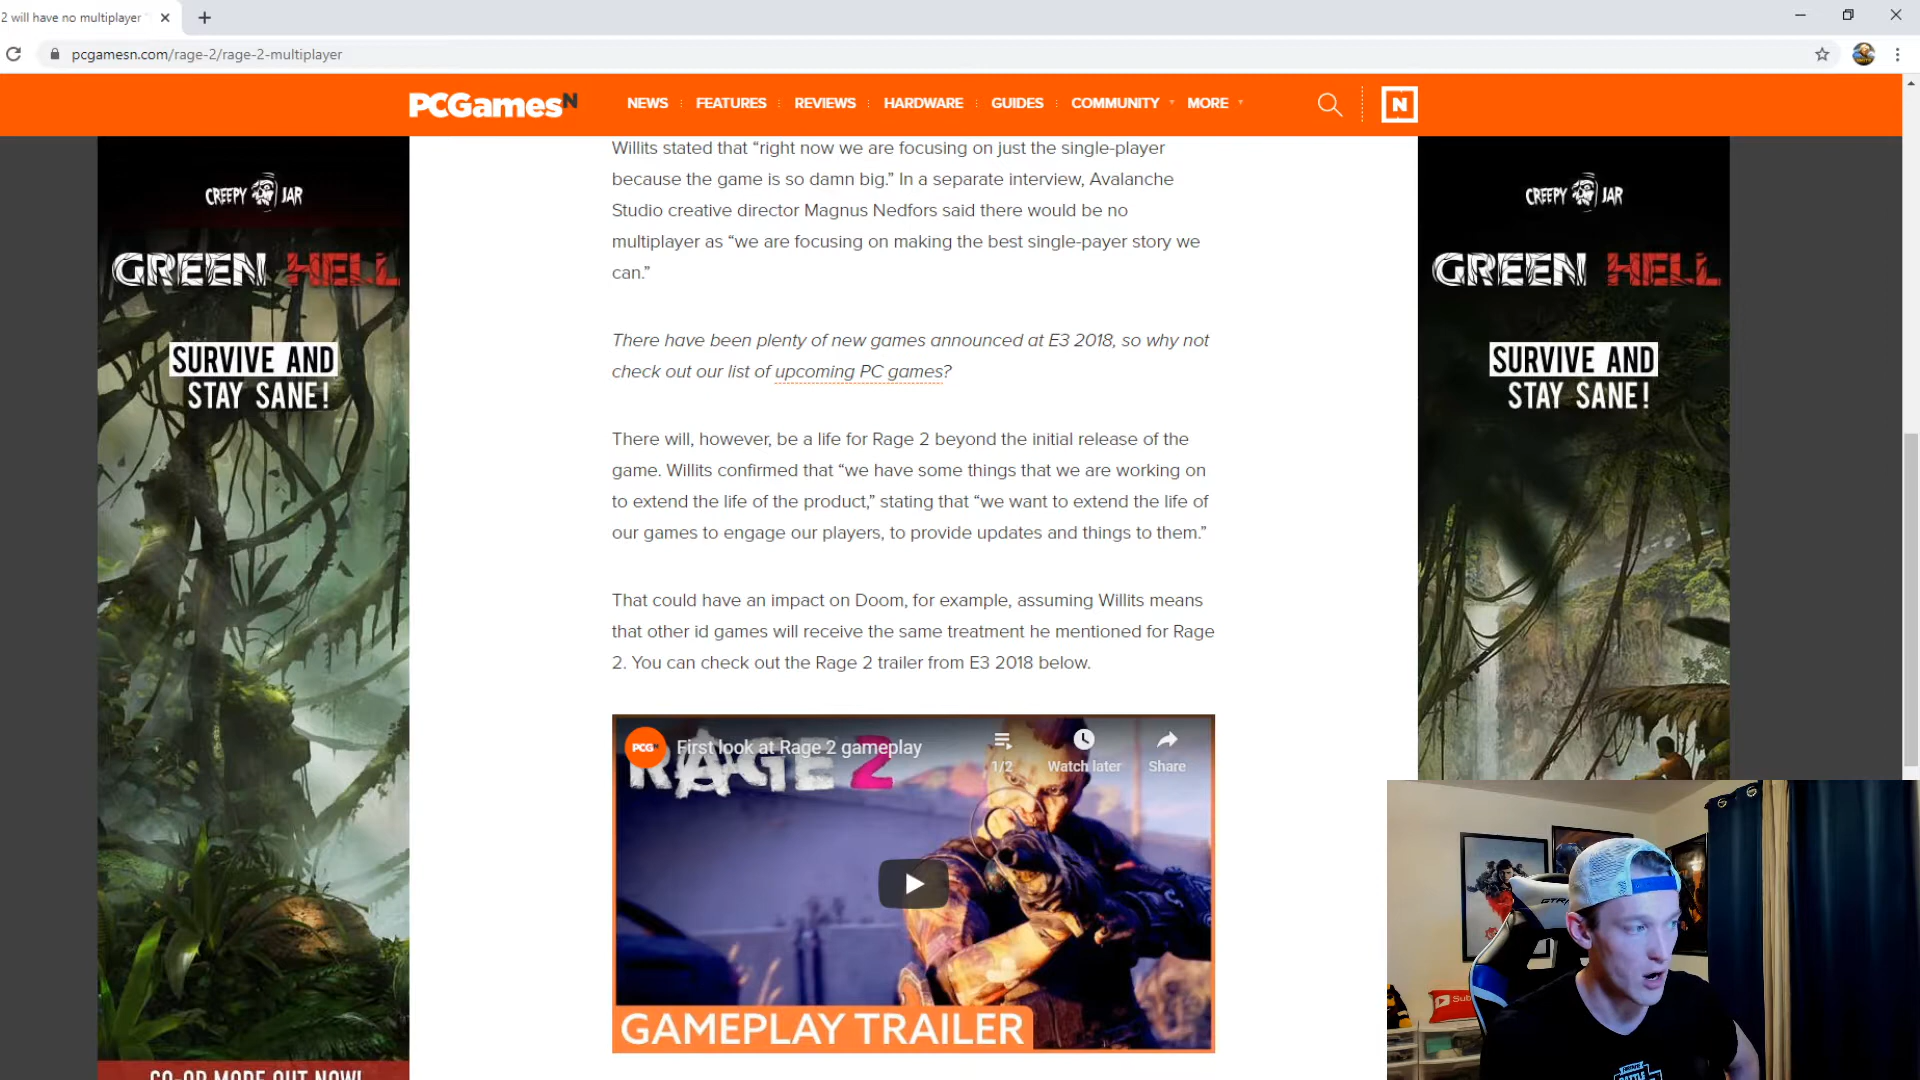 2 will have no multiplayer
pcgamesn.com/rage-2/rage-2-multiplayer
PCGamesN
NEWS
FEATURES
REVIEWS
HARDWARE
GUIDES
COMMUNITY
MORE
N
Willits stated that “right now we are focusing on just the single-player
because the game is so damn big.” In a separate interview, Avalanche
Studio creative director Magnus Nedfors said there would be no
multiplayer as “we are focusing on making the best single-payer story we
can.”
There have been plenty of new games announced at E3 2018, so why not
check out our list of upcoming PC games?
There will, however, be a life for Rage 2 beyond the initial release of the
game. Willits confirmed that “we have some things that we are working on
to extend the life of the product,” stating that “we want to extend the life of
our games to engage our players, to provide updates and things to them.”
That could have an impact on Doom, for example, assuming Willits means
that other id games will receive the same treatment he mentioned for Rage
2. You can check out the Rage 2 trailer from E3 2018 below.
PCG
First look at Rage 2 gameplay
1/2
Watch later
Share
RAGE 2
GAMEPLAY TRAILER
CREEPY JAR
GREEN HELL
SURVIVE AND
STAY SANE!
CO-OP MODE OUT NOW!
CREEPY JAR
GREEN HELL
SURVIVE AND
STAY SANE!
BATTLE